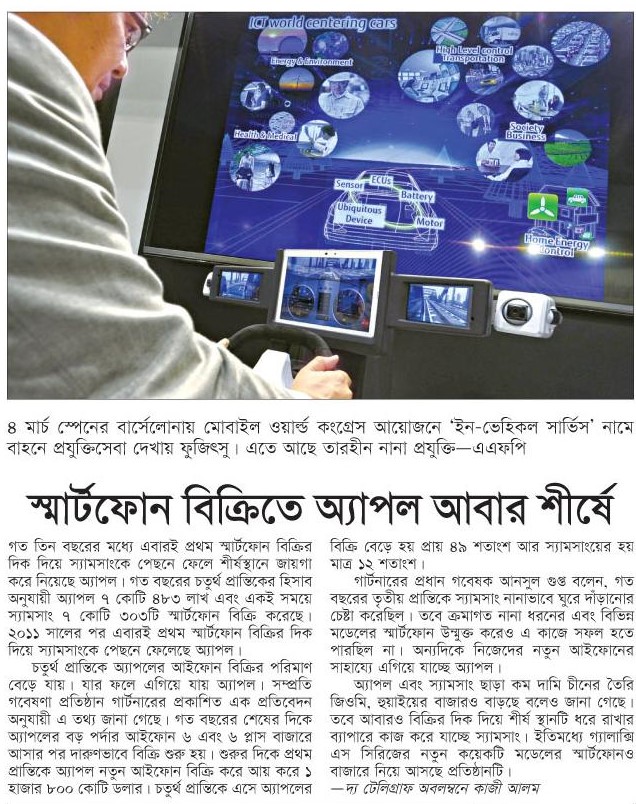 ICT world centering cars
Energy & Environment
High Level control
Transportation
Health & Medical
Society
Business
Sensor
ECUs
Battery
Ubiquitous
Device
Motor
Home Energy
Control
৪ মার্চ স্পেনের বার্সেলোনায় মোবাইল ওয়ার্ল্ড কংগ্রেস আয়োজনে ‘ইন-ভেহিকল সার্ভিস’ নামে
বাহনে প্রযুক্তিসেবা দেখায় ফুজিৎসু। এতে আছে তারহীন নানা প্রযুক্তি—এএফপি
স্মার্টফোন বিক্রিতে অ্যাপল আবার শীর্ষে
গত তিন বছরের মধ্যে এবারই প্রথম স্মার্টফোন বিক্রির
দিক দিয়ে স্যামসাংকে পেছনে ফেলে শীর্ষস্থানে জায়গা
করে নিয়েছে অ্যাপল। গত বছরের চতুর্থ প্রান্তিকের হিসাব
অনুযায়ী অ্যাপল ৭ কোটি ৪৮৩ লাখ এবং একই সময়ে
স্যামসাং ৭ কোটি ৩০৩টি স্মার্টফোন বিক্রি করেছে।
২০১১ সালের পর এবারই প্রথম স্মার্টফোন বিক্রির দিক
দিয়ে স্যামসাংকে পেছনে ফেলেছে অ্যাপল।
চতুর্থ প্রান্তিকে অ্যাপলের আইফোন বিক্রির পরিমাণ
বেড়ে যায়। যার ফলে এগিয়ে যায় অ্যাপল। সম্প্রতি
গবেষণা প্রতিষ্ঠান গার্টনারের প্রকাশিত এক প্রতিবেদন
অনুযায়ী এ তথ্য জানা গেছে। গত বছরের শেষের দিকে
অ্যাপলের বড় পর্দার আইফোন ৬ এবং ৬ প্লাস বাজারে
আসার পর দারুণভাবে বিক্রি শুরু হয়। শুরুর দিকে প্রথম
প্রান্তিকে অ্যাপল নতুন আইফোন বিক্রি করে আয় করে ১
হাজার ৮০০ কোটি ডলার। চতুর্থ প্রান্তিকে এসে অ্যাপলের
বিক্রি বেড়ে হয় প্রায় ৪৯ শতাংশ আর স্যামসাংয়ের হয়
মাত্র ১২ শতাংশ।
গার্টনারের প্রধান গবেষক আনসুল গুপ্ত বলেন, গত
বছরের তৃতীয় প্রান্তিকে স্যামসাং নানাভাবে ঘুরে দাঁড়ানোর
চেষ্টা করেছিল। তবে ক্রমাগত নানা ধরনের এবং বিভিন্ন
মডেলের স্মার্টফোন উন্মুক্ত করেও এ কাজে সফল হতে
পারছিল না। অন্যদিকে নিজেদের নতুন আইফোনের
সাহায্যে এগিয়ে যাচ্ছে অ্যাপল।
অ্যাপল এবং স্যামসাং ছাড়া কম দামি চীনের তৈরি
জিওমি, হুয়াইয়ের বাজারও বাড়ছে বলেও জানা গেছে।
তবে আবারও বিক্রির দিক দিয়ে শীর্ষ স্থানটি ধরে রাখার
ব্যাপারে কাজ করে যাচ্ছে স্যামসাং। ইতিমধ্যে গ্যালাক্সি
এস সিরিজের নতুন কয়েকটি মডেলের স্মার্টফোনও
বাজারে নিয়ে আসছে প্রতিষ্ঠানটি।
—দ্য টেলিগ্রাফ অবলম্বনে কাজী আলম